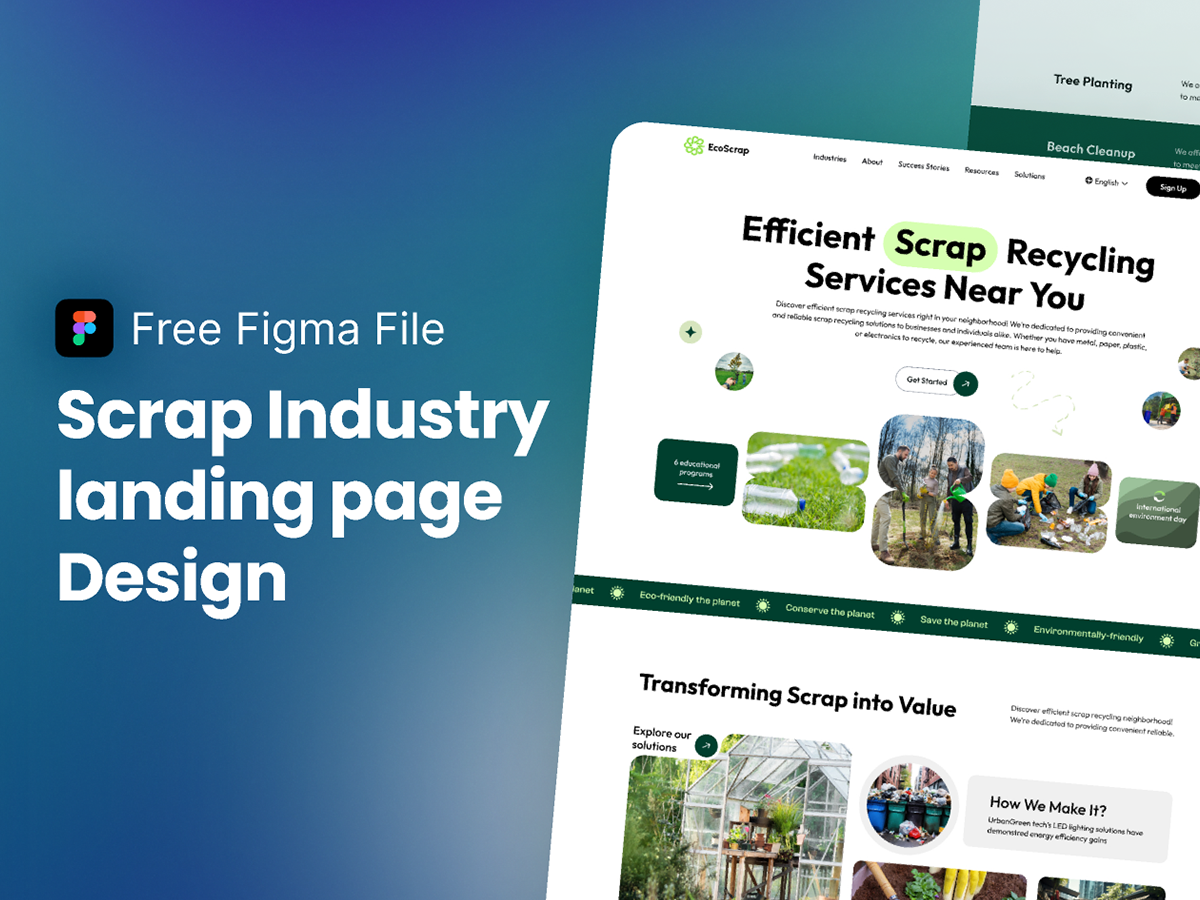 Free Figma File
Scrap Industry
landing page
Design
Tree Planting
We o
to me
Beach Cleanup
We offe
to meet
EcoScrap
Industries
About
Success Stories
Resources
Solutions
English
Sign Up
Efficient Scrap Recycling
Services Near You
Discover efficient scrap recycling services right in your neighborhood! We're dedicated to providing convenient
and reliable scrap recycling solutions to businesses and individuals alike. Whether you have metal, paper, plastic,
or electronics to recycle, our experienced team is here to help.
Get Started
6 educational
programs
International
environment day
lanet
Eco-friendly the planet
Conserve the planet
Save the planet
Environmentally-friendly
Gr
Transforming Scrap into Value
Discover efficient scrap recycling neighborhood!
We're dedicated to providing convenient reliable.
Explore our
solutions
How We Make It?
UrbanGreen tech's LED lighting solutions have
demonstred energy efficiency gains